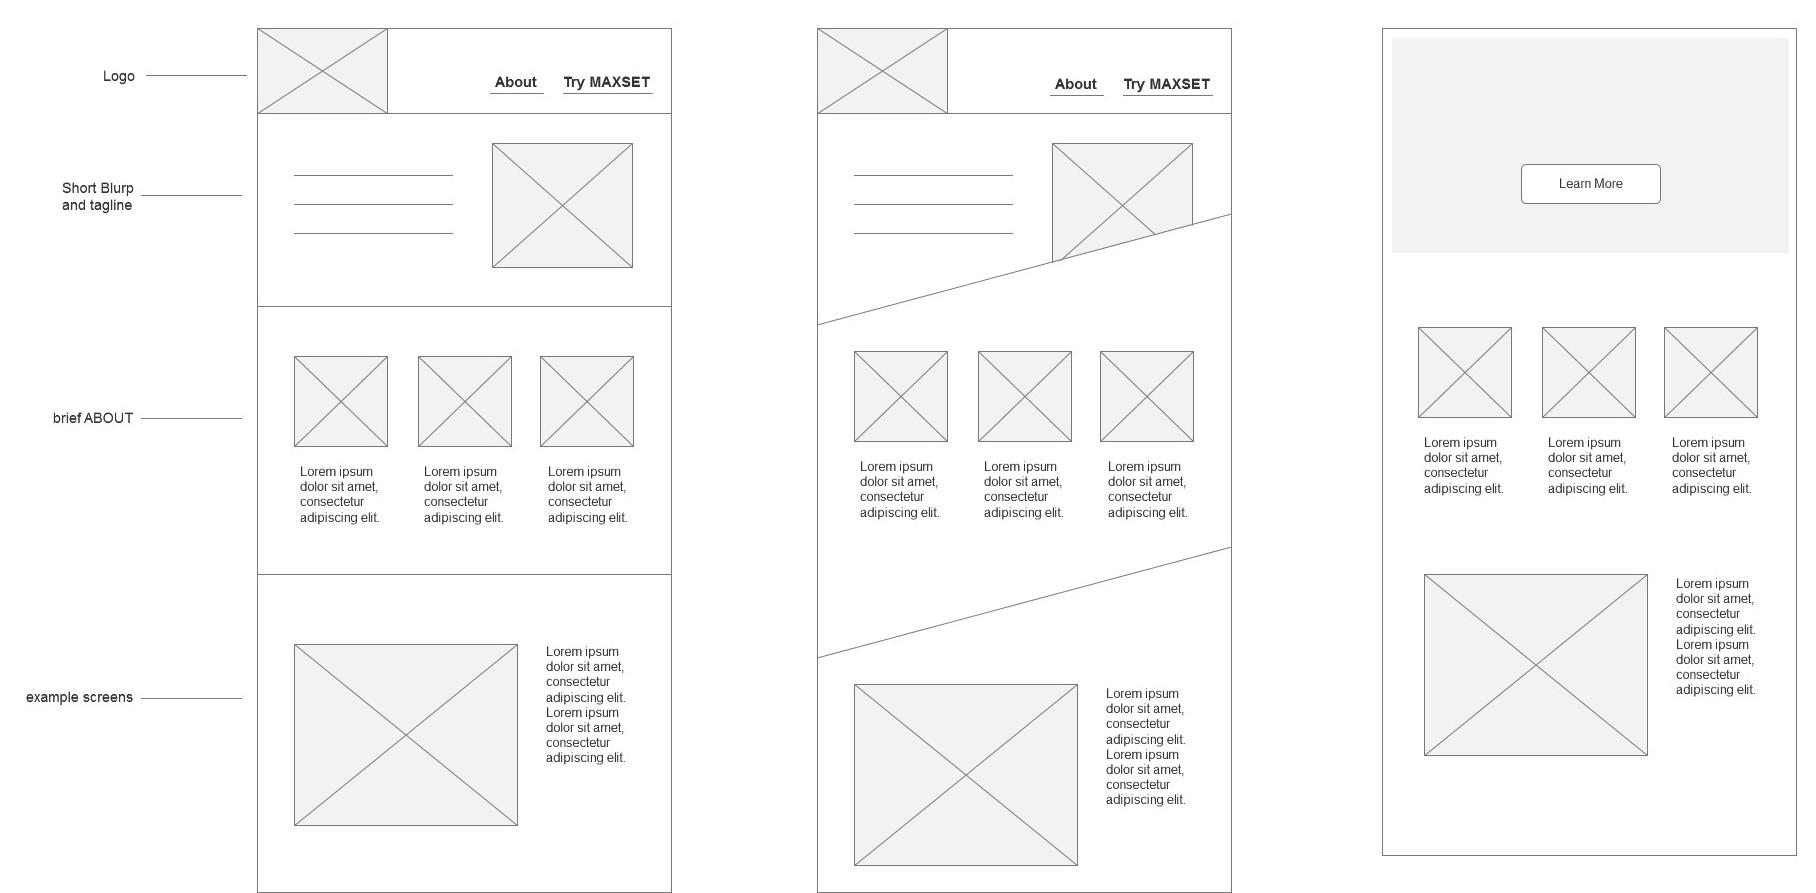 Logo
Short Blurp
and tagline
brief ABOUT
example screens
About
Try MAXSET
Lorem ipsum
dolor sit amet,
consectetur
adipiscing elit.
Lorem ipsum
dolor sit amet,
consectetur
adipiscing elit.
Lorem ipsum
dolor sit amet,
consectetur
adipiscing elit.
Lorem ipsum
dolor sit amet,
consectetur
adipiscing elit.
Lorem ipsum
dolor sit amet,
consectetur
adipiscing elit.
About
Try MAXSET
Lorem ipsum
dolor sit amet,
consectetur
adipiscing elit.
Lorem ipsum
dolor sit amet,
consectetur
adipiscing elit.
Lorem ipsum
dolor sit amet,
consectetur
adipiscing elit.
Lorem ipsum
dolor sit amet,
consectetur
adipiscing elit.
Lorem ipsum
dolor sit amet,
consectetur
adipiscing elit.
Learn More
Lorem ipsum
dolor sit amet,
consectetur
adipiscing elit.
Lorem ipsum
dolor sit amet,
consectetur
adipiscing elit.
Lorem ipsum
dolor sit amet,
consectetur
adipiscing elit.
Lorem ipsum
dolor sit amet,
consectetur
adipiscing elit.
Lorem ipsum
dolor sit amet,
consectetur
adipiscing elit.